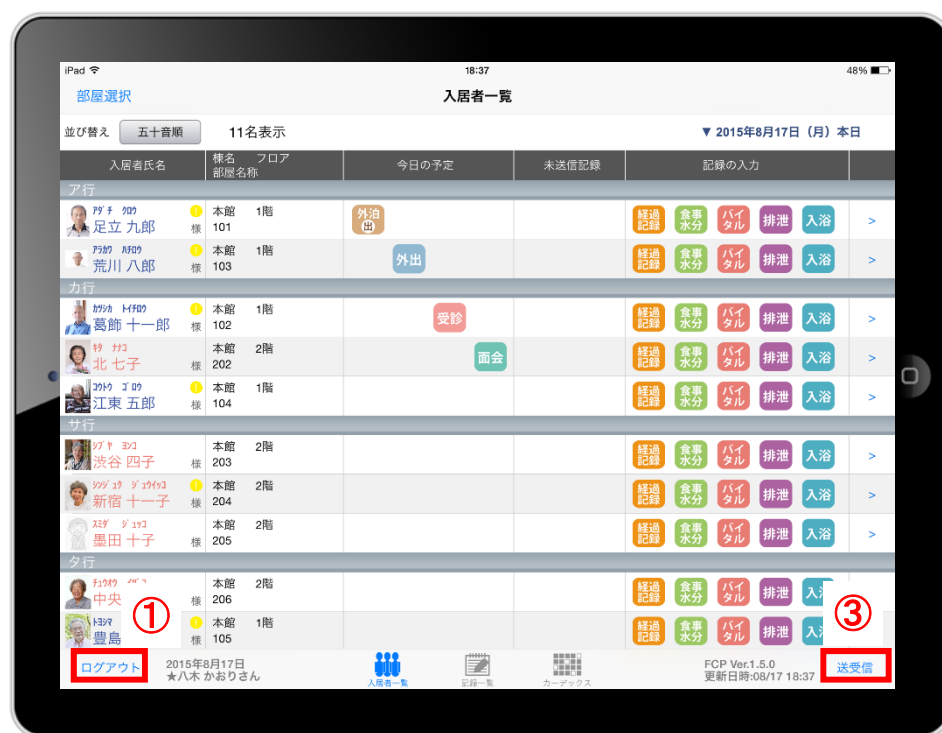 iPad 18:37 48%
部屋選択 入居者一覧
並び替え 五十音順 11名表示 ▼ 2015年8月17日（月）本日
入居者氏名 棟名 フロア 部屋名称 今日の予定 未送信記録 記録の入力
ア行
ｱﾀﾞﾁ ｸﾛｳ
足立 九郎 様 本館 1階 101 外泊 出 経過記録 食事水分 バイタル 排泄 入浴 >
ｱﾗｶﾜ ﾊﾁﾛｳ
荒川 八郎 様 本館 1階 103 外出 経過記録 食事水分 バイタル 排泄 入浴 >
カ行
ｶﾂｼｶ ﾄｲﾁﾛｳ
葛飾 十一郎 様 本館 1階 102 受診 経過記録 食事水分 バイタル 排泄 入浴 >
ｷﾀ ﾅﾅｺ
北 七子 様 本館 2階 202 面会 経過記録 食事水分 バイタル 排泄 入浴 >
ｺｳﾄｳ ｺﾞﾛｳ
江東 五郎 様 本館 1階 104 経過記録 食事水分 バイタル 排泄 入浴 >
サ行
ｼﾌﾞﾔ ﾖﾝｺ
渋谷 四子 様 本館 2階 203 経過記録 食事水分 バイタル 排泄 入浴 >
ｼﾝｼﾞｭｸ ｼﾞｭｳｲﾁｺ
新宿 十一子 様 本館 2階 204 経過記録 食事水分 バイタル 排泄 入浴 >
ｽﾐﾀﾞ ｼﾞｭｳｺ
墨田 十子 様 本館 2階 205 経過記録 食事水分 バイタル 排泄 入浴 >
タ行
ﾁｭｳｵｳ
中央 様 本館 2階 206 経過記録 食事水分 バイタル 排泄
ﾄﾖｼﾏ
豊島 様 本館 1階 105 経過記録 食事水分 バイタル 排泄
① ③
ログアウト 2015年8月17日 ★八木 かおりさん 入居者一覧 記録一覧 カーデックス FCP Ver.1.5.0 更新日時:08/17 18:37 送受信